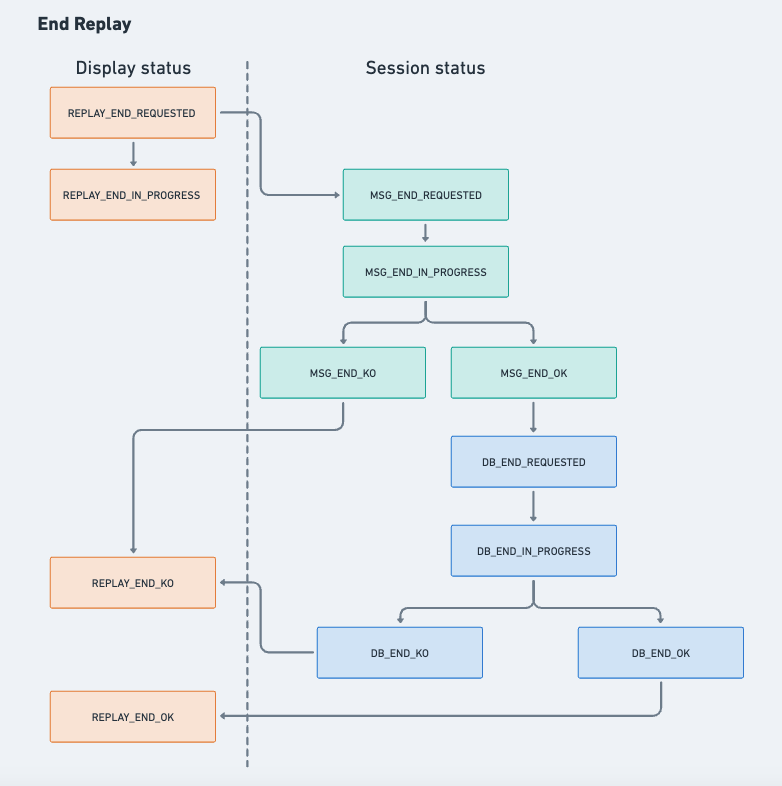 End Replay
Display status
Session status
REPLAY_END_REQUESTED
REPLAY_END_IN_PROGRESS
MSG_END_REQUESTED
MSG_END_IN_PROGRESS
MSG_END_KO
MSG_END_OK
DB_END_REQUESTED
DB_END_IN_PROGRESS
REPLAY_END_KO
DB_END_KO
DB_END_OK
REPLAY_END_OK